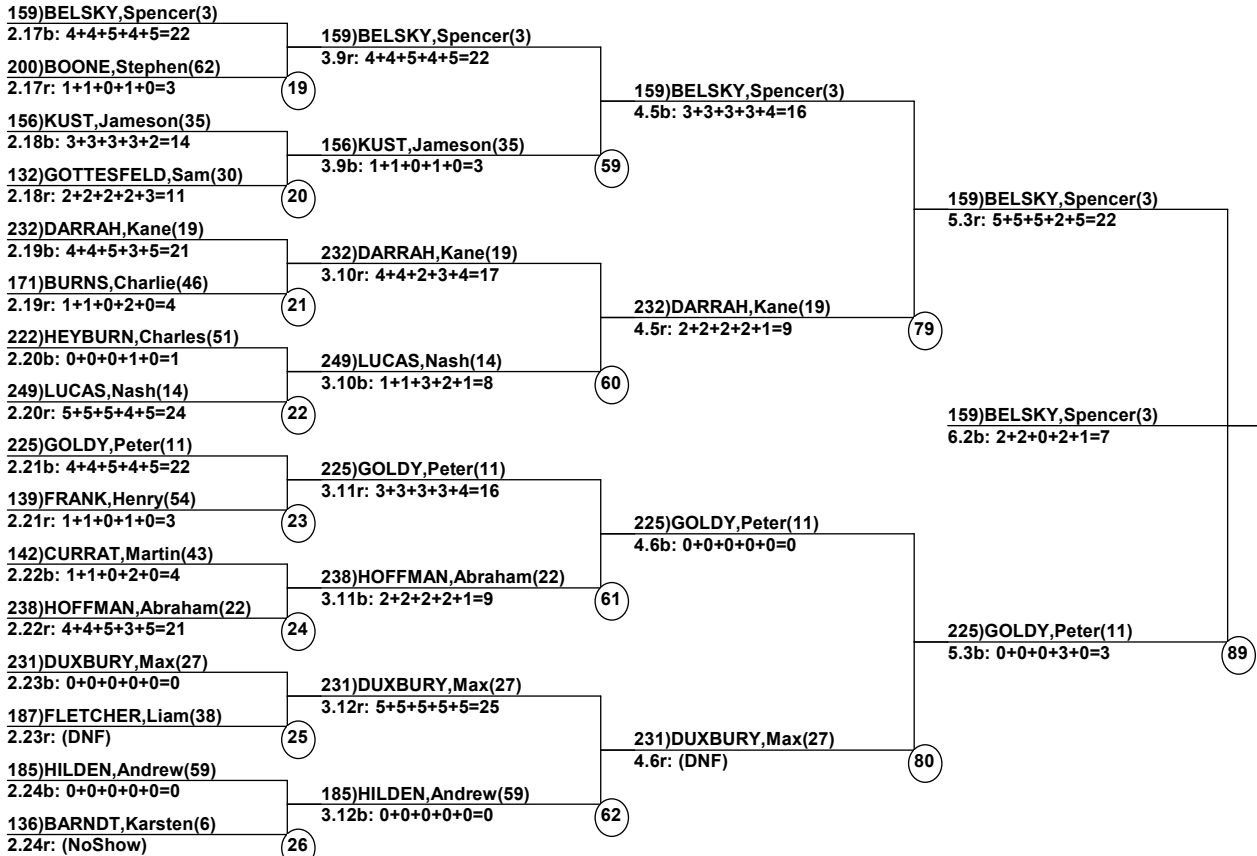 159)BELSKY,Spencer(3)
2.17b: 4+4+5+4+5=22
200)BOONE,Stephen(62)
2.17r: 1+1+0+1+0=3
19
156)KUST,Jameson(35)
2.18b: 3+3+3+3+2=14
132)GOTTESFELD,Sam(30)
2.18r: 2+2+2+2+3=11
20
232)DARRAH,Kane(19)
2.19b: 4+4+5+3+5=21
171)BURNS,Charlie(46)
2.19r: 1+1+0+2+0=4
21
222)HEYBURN,Charles(51)
2.20b: 0+0+0+1+0=1
249)LUCAS,Nash(14)
2.20r: 5+5+5+4+5=24
22
225)GOLDY,Peter(11)
2.21b: 4+4+5+4+5=22
139)FRANK,Henry(54)
2.21r: 1+1+0+1+0=3
23
142)CURRAT,Martin(43)
2.22b: 1+1+0+2+0=4
238)HOFFMAN,Abraham(22)
2.22r: 4+4+5+3+5=21
24
231)DUXBURY,Max(27)
2.23b: 0+0+0+0+0=0
187)FLETCHER,Liam(38)
2.23r: (DNF)
25
185)HILDEN,Andrew(59)
2.24b: 0+0+0+0+0=0
136)BARNDT,Karsten(6)
2.24r: (NoShow)
26
159)BELSKY,Spencer(3)
3.9r: 4+4+5+4+5=22
156)KUST,Jameson(35)
3.9b: 1+1+0+1+0=3
59
232)DARRAH,Kane(19)
3.10r: 4+4+2+3+4=17
249)LUCAS,Nash(14)
3.10b: 1+1+3+2+1=8
60
225)GOLDY,Peter(11)
3.11r: 3+3+3+3+4=16
238)HOFFMAN,Abraham(22)
3.11b: 2+2+2+2+1=9
61
231)DUXBURY,Max(27)
3.12r: 5+5+5+5+5=25
185)HILDEN,Andrew(59)
3.12b: 0+0+0+0+0=0
62
159)BELSKY,Spencer(3)
4.5b: 3+3+3+3+4=16
232)DARRAH,Kane(19)
4.5r: 2+2+2+2+1=9
79
225)GOLDY,Peter(11)
4.6b: 0+0+0+0+0=0
231)DUXBURY,Max(27)
4.6r: (DNF)
80
159)BELSKY,Spencer(3)
5.3r: 5+5+5+2+5=22
159)BELSKY,Spencer(3)
6.2b: 2+2+0+2+1=7
225)GOLDY,Peter(11)
5.3b: 0+0+0+3+0=3
89